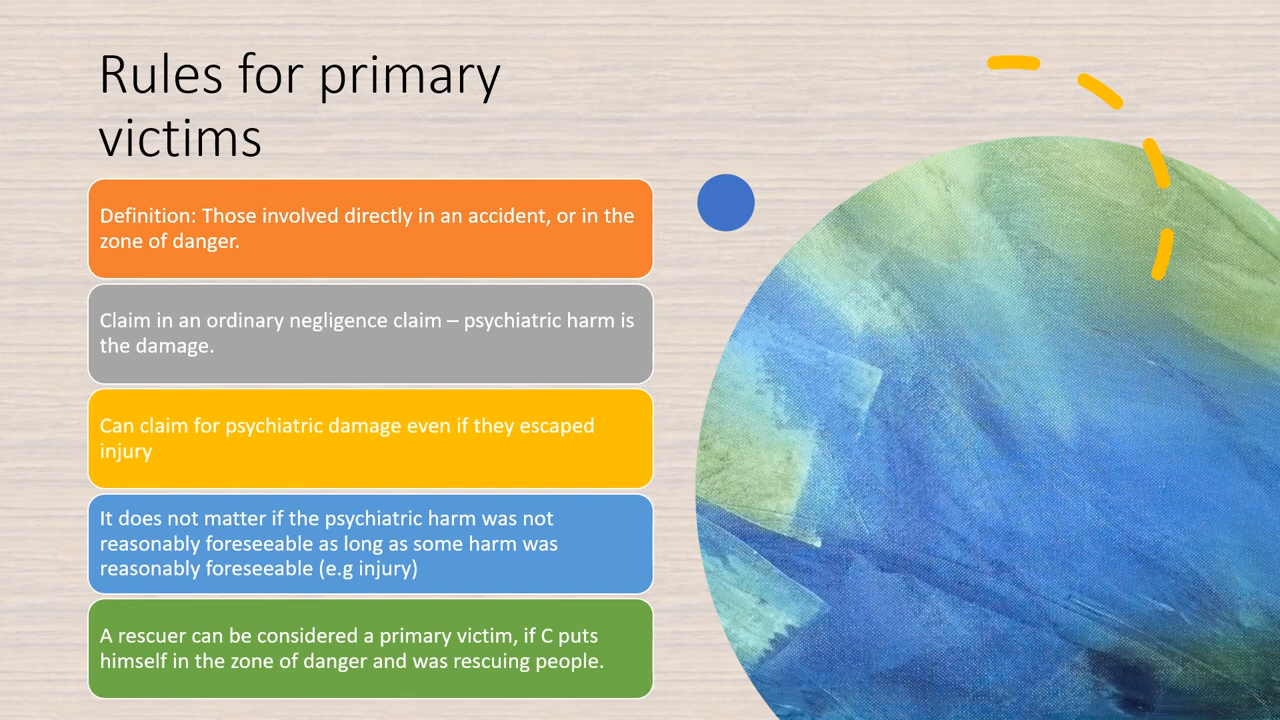 Rules for primary
victims
Definition: Those involved directly in an accident, or in the
zone of danger.
Claim in an ordinary negligence claim – psychiatric harm is
the damage.
Can claim for psychiatric damage even if they escaped
injury
It does not matter if the psychiatric harm was not
reasonably foreseeable as long as some harm was
reasonably foreseeable (e.g injury)
A rescuer can be considered a primary victim, if C puts
himself in the zone of danger and was rescuing people.